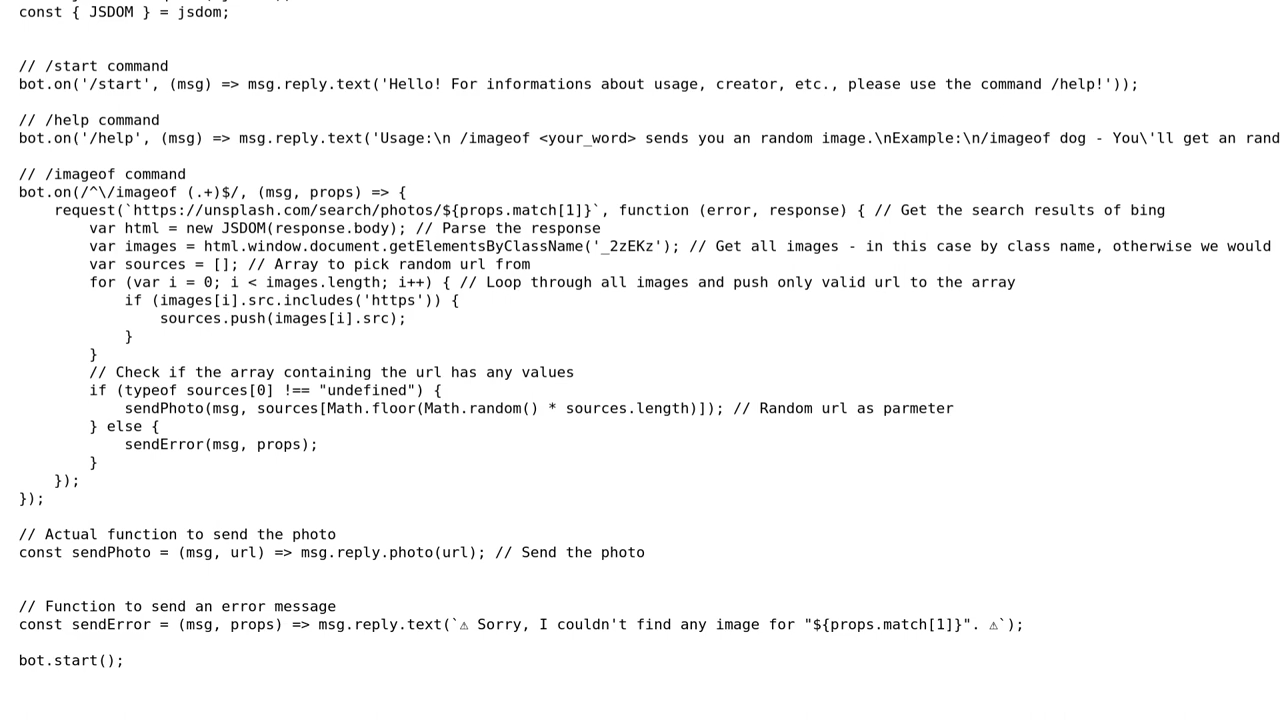 const { JSDOM } = jsdom;
// /start command
bot.on('/start', (msg) => msg.reply.text('Hello! For informations about usage, creator, etc., please use the command /help!'));
// /help command
bot.on('/help', (msg) => msg.reply.text('Usage:\n /imageof <your_word> sends you an random image.\nExample:\n/imageof dog - You\'ll get an rand
// /imageof command
bot.on(/^\/imageof (.+)$/, (msg, props) => {
    request(`https://unsplash.com/search/photos/${props.match[1]}`, function (error, response) { // Get the search results of bing
        var html = new JSDOM(response.body); // Parse the response
        var images = html.window.document.getElementsByClassName('_2zEKz'); // Get all images - in this case by class name, otherwise we would
        var sources = []; // Array to pick random url from
        for (var i = 0; i < images.length; i++) { // Loop through all images and push only valid url to the array
            if (images[i].src.includes('https')) {
                sources.push(images[i].src);
            }
        }
        // Check if the array containing the url has any values
        if (typeof sources[0] !== "undefined") {
            sendPhoto(msg, sources[Math.floor(Math.random() * sources.length)]); // Random url as parmeter
        } else {
            sendError(msg, props);
        }
    });
});
// Actual function to send the photo
const sendPhoto = (msg, url) => msg.reply.photo(url); // Send the photo
// Function to send an error message
const sendError = (msg, props) => msg.reply.text(`⚠ Sorry, I couldn't find any image for "${props.match[1]}". ⚠`);
bot.start();